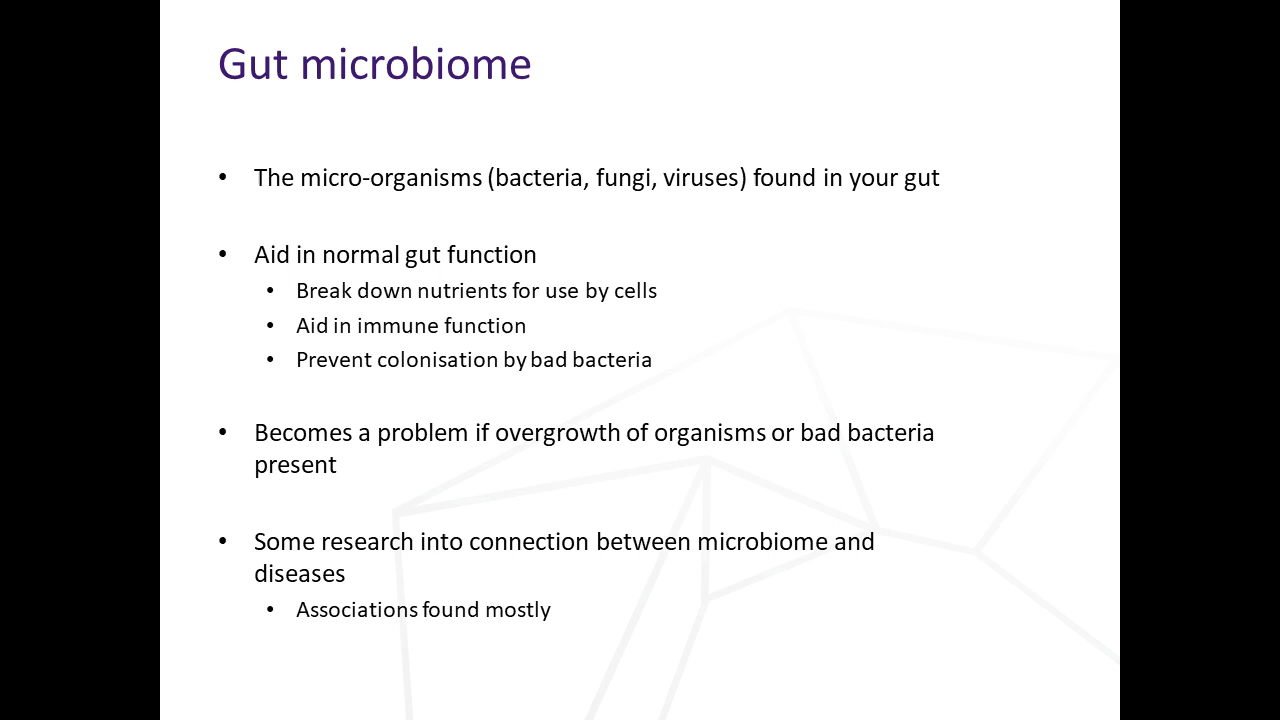 Gut microbiome
• The micro-organisms (bacteria, fungi, viruses) found in your gut
• Aid in normal gut function
• Break down nutrients for use by cells
• Aid in immune function
• Prevent colonisation by bad bacteria
• Becomes a problem if overgrowth of organisms or bad bacteria
present
• Some research into connection between microbiome and
diseases
• Associations found mostly